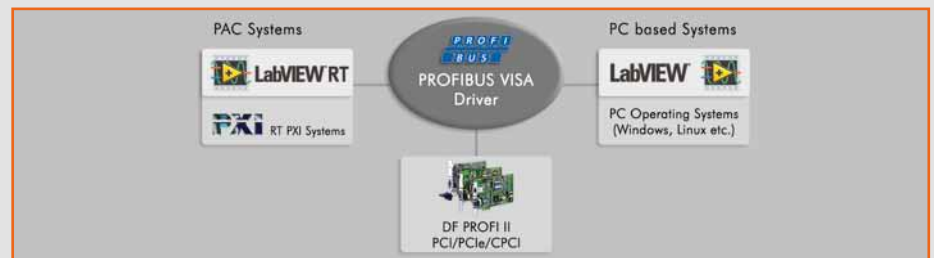 PAC Systems
LabVIEW RT
PXI RT PXI Systems
PROFI
BUS
PROFIBUS VISA
Driver
PC based Systems
LabVIEW
PC Operating Systems
(Windows, Linux etc.)
DF PROFI II
PCI/PCIe/CPCI